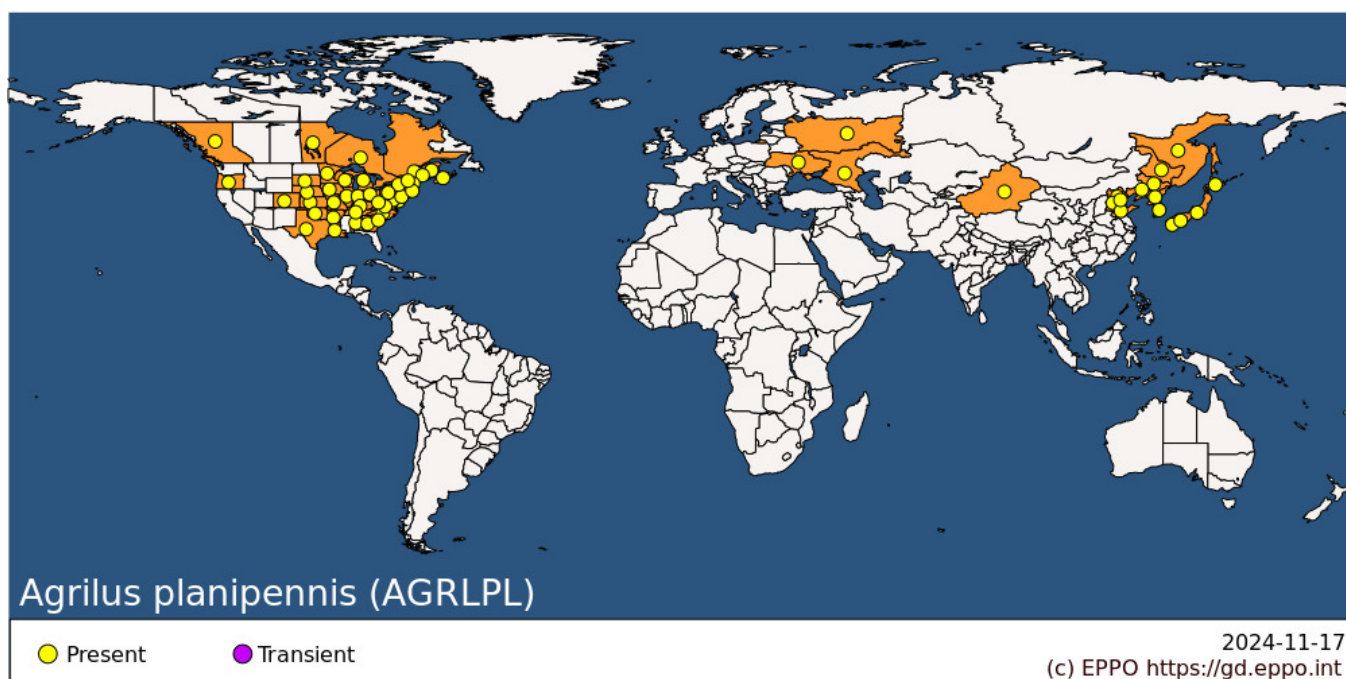 Agrilus planipennis (AGRLPL)
Present
Transient
2024-11-17
(c) EPPO https://gd.eppo.int